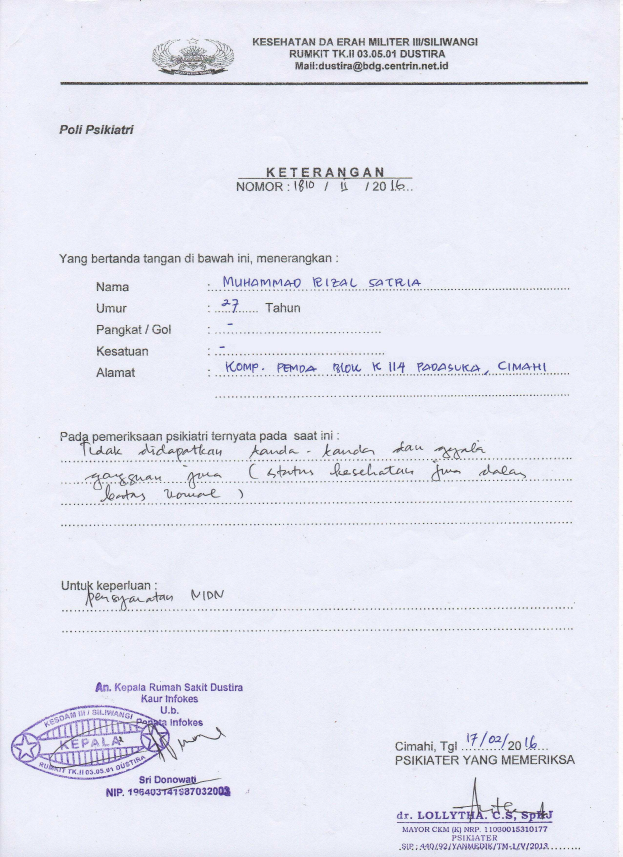 KESEHATAN DA ERAH MILITER III/SILIWANGI
RUMKIT TK.II 03.05.01 DUSTIRA
Mail:dustira@bdg.centrin.net.id
Poli Psikiatri
KETERANGAN
NOMOR : 1810 / II / 2016
Yang bertanda tangan di bawah ini, menerangkan :
Nama : MUHAMMAD RIZAL SATRIA
Umur : 27 Tahun
Pangkat / Gol : -
Kesatuan : -
Alamat : KOMP. PEMDA BLOK K 114 PADASUKA, CIMAHI
Pada pemeriksaan psikiatri ternyata pada saat ini :
Tidak didapatkan tanda-tanda dan gejala
gangguan jiwa ( status kesehatan jiwa dalam
batas normal )
Untuk keperluan :
persyaratan NIDN
An. Kepala Rumah Sakit Dustira
Kaur Infokes
U.b.
Penata Infokes
KESDAM III / SILIWANGI
KEPALA
RUMKIT TK.II 03.05.01 DUSTIRA
Sri Donowati
NIP. 196403141987032003
Cimahi, Tgl 17/02/2016
PSIKIATER YANG MEMERIKSA
dr. LOLLYTHA. C.S, SpKJ
MAYOR CKM (K) NRP. 11030015310177
PSIKIATER
SIP : 440/92/YANMEDIK/TM-1/V/2013